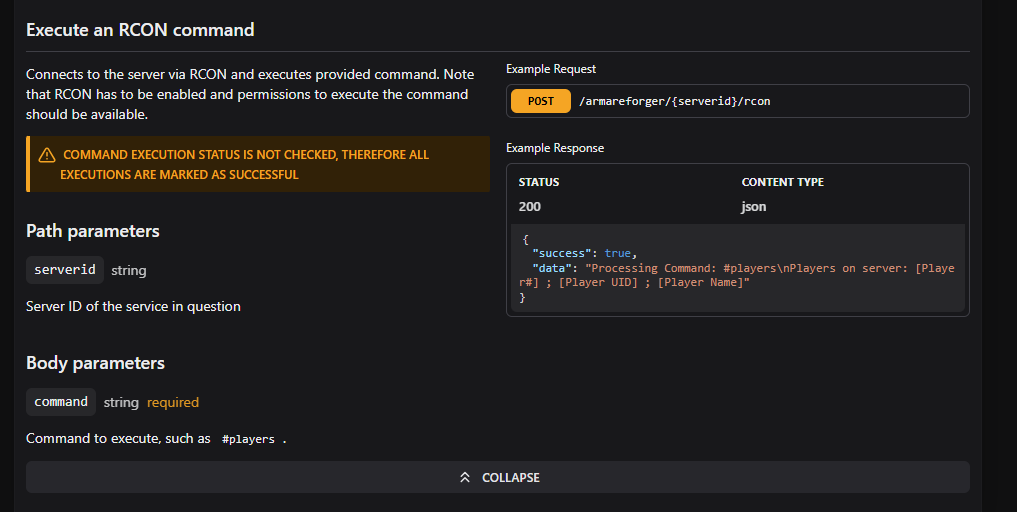 Execute an RCON command
Connects to the server via RCON and executes provided command. Note
that RCON has to be enabled and permissions to execute the command
should be available.
COMMAND EXECUTION STATUS IS NOT CHECKED, THEREFORE ALL
EXECUTIONS ARE MARKED AS SUCCESSFUL
Path parameters
serverid string
Server ID of the service in question
Body parameters
command string required
Command to execute, such as #players .
Example Request
POST /armareforger/{serverid}/rcon
Example Response
STATUS CONTENT TYPE
200 json
{
"success": true,
"data": "Processing Command: #players\nPlayers on server: [Playe
r#] ; [Player UID] ; [Player Name]"
}
COLLAPSE